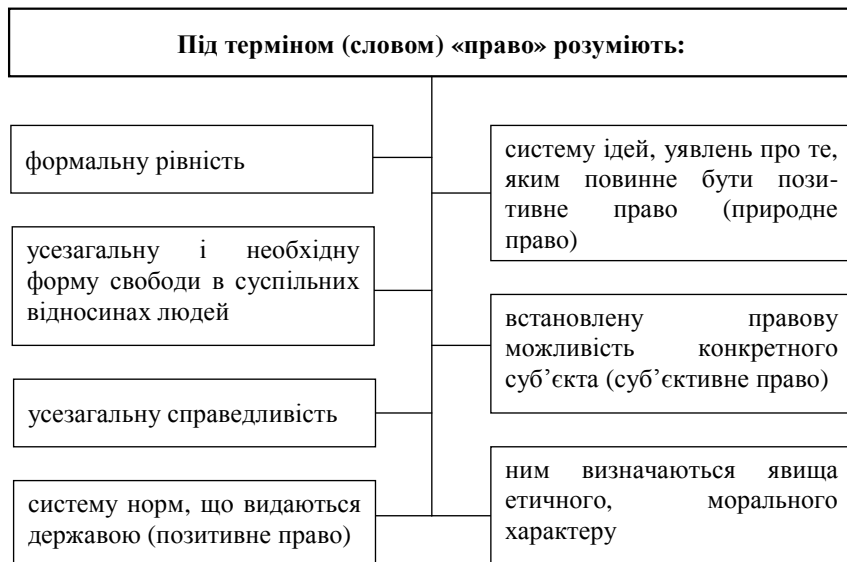 Під терміном (словом) «право» розуміють:
формальну рівність
усезагальну і необхідну
форму свободи в суспільних
відносинах людей
усезагальну справедливість
систему норм, що видаються
державою (позитивне право)
систему ідей, уявлень про те,
яким повинне бути пози-
тивне право (природне
право)
встановлену правову
можливість конкретного
суб’єкта (суб’єктивне право)
ним визначаються явища
етичного, морального
характеру